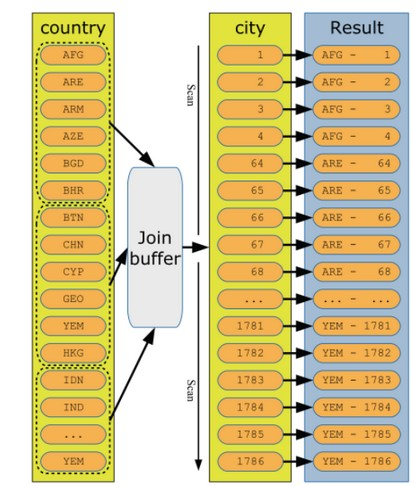 country
AFG
ARE
ARM
AZE
BGD
BHR
BTN
CHN
CYP
GEO
YEM
HKG
IDN
IND
...
YEM
Join
buffer
Scan
Scan
city
1
2
3
4
64
65
66
67
68
...
1781
1782
1783
1784
1785
1786
Result
AFG - 1
AFG - 2
AFG - 3
AFG - 4
ARE - 64
ARE - 65
ARE - 66
ARE - 67
ARE - 68
... - ...
YEM - 1781
YEM - 1782
YEM - 1783
YEM - 1784
YEM - 1785
YEM - 1786